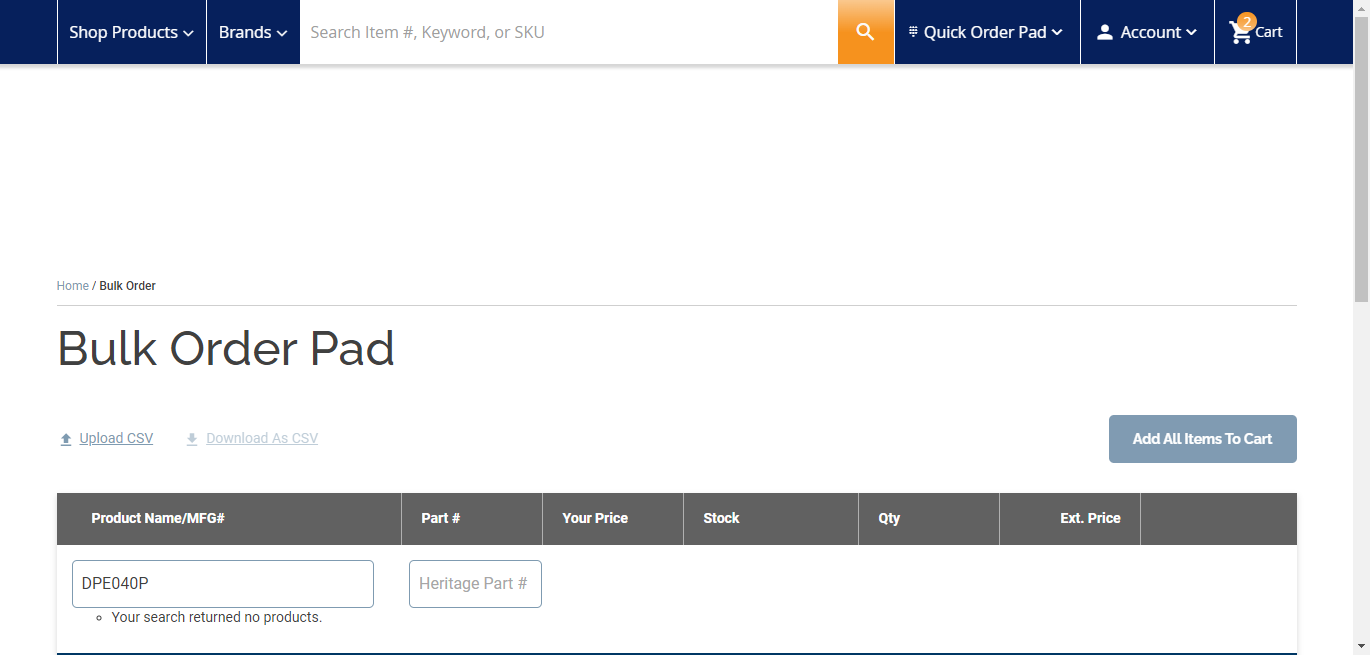 Shop Products Brands Search Item #, Keyword, or SKU Quick Order Pad Account 2 Cart
Home / Bulk Order
Bulk Order Pad
Upload CSV Download As CSV Add All Items To Cart
Product Name/MFG# Part # Your Price Stock Qty Ext. Price
DPE040P Heritage Part #
Your search returned no products.